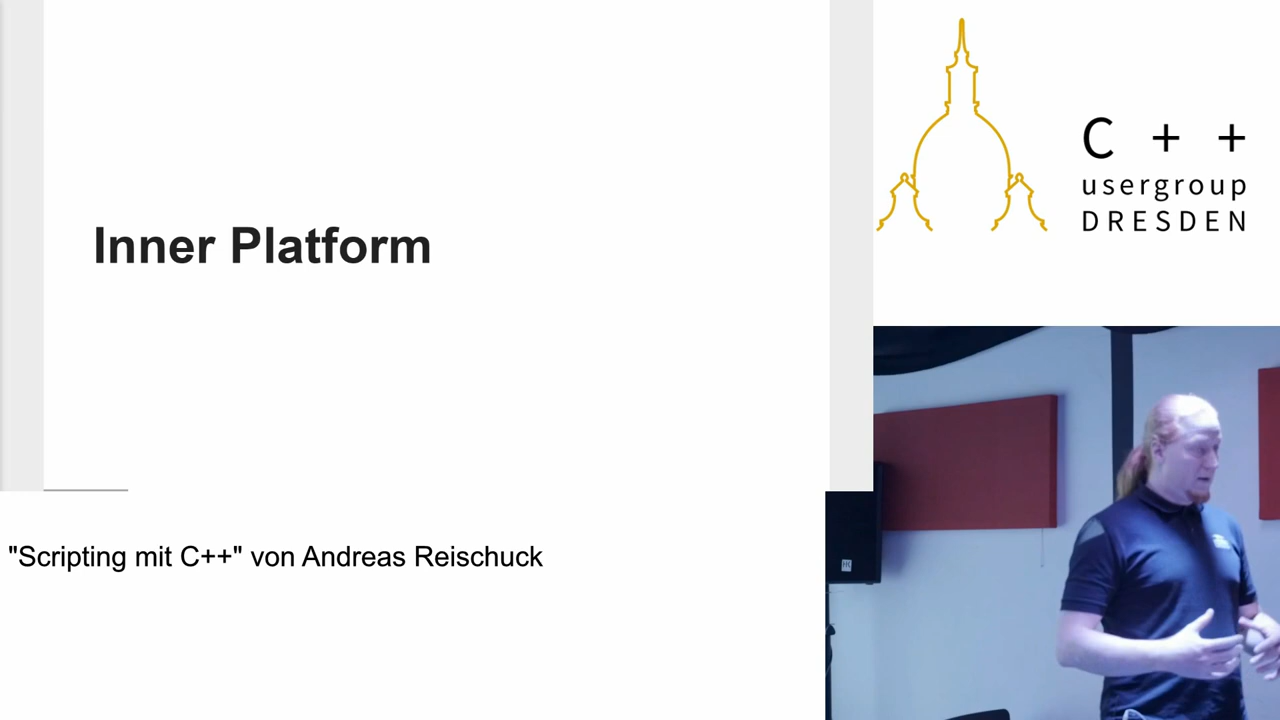 Inner Platform
C + +
usergroup
DRESDEN
"Scripting mit C++" von Andreas Reischuck